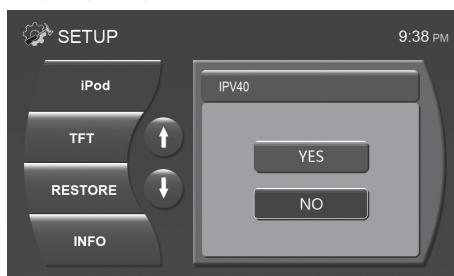 SETUP
9:38 PM
iPod
IPV40
TFT
YES
RESTORE
NO
INFO